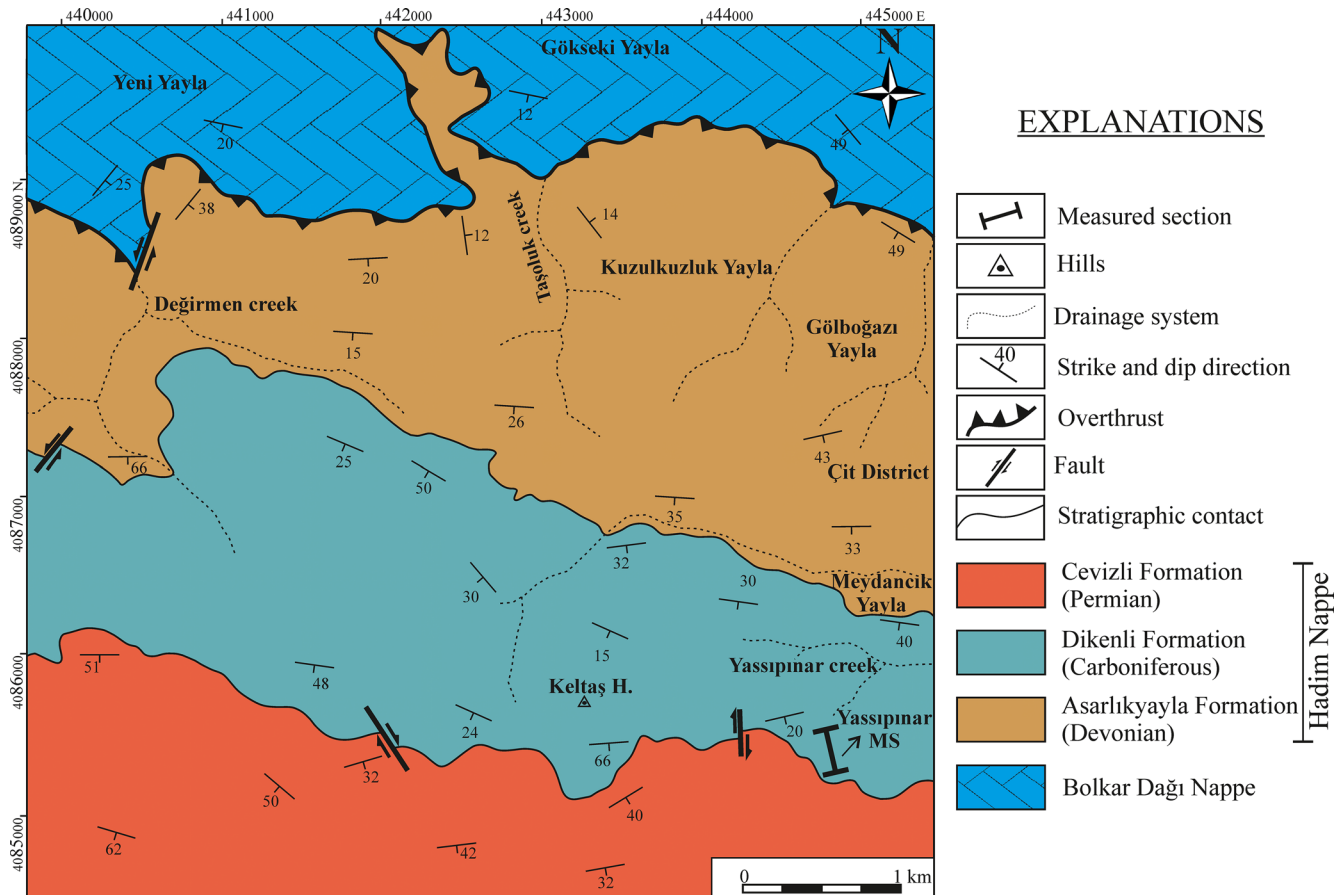 440000
441000
442000
443000
444000
445000 E
N
4089000 N
4088000
4087000
4086000
4085000
Yeni Yayla
Gökseki Yayla
20
12
49
25
38
12
14
49
Taşoluk creek
Kuzulkuzluk Yayla
20
Değirmen creek
15
Gölboğazı
Yayla
26
43
66
25
50
Çit District
35
33
32
30
30
Meydancık
Yayla
40
15
Yassıpınar creek
51
48
Keltaş H.
24
20
Yassıpınar
MS
66
32
50
40
62
42
32
0
1 km
EXPLANATIONS
Measured section
Hills
Drainage system
40
Strike and dip direction
Overthrust
Fault
Stratigraphic contact
Cevizli Formation
(Permian)
Dikenli Formation
(Carboniferous)
Asarlıkyayla Formation
(Devonian)
Hadim Nappe
Bolkar Dağı Nappe